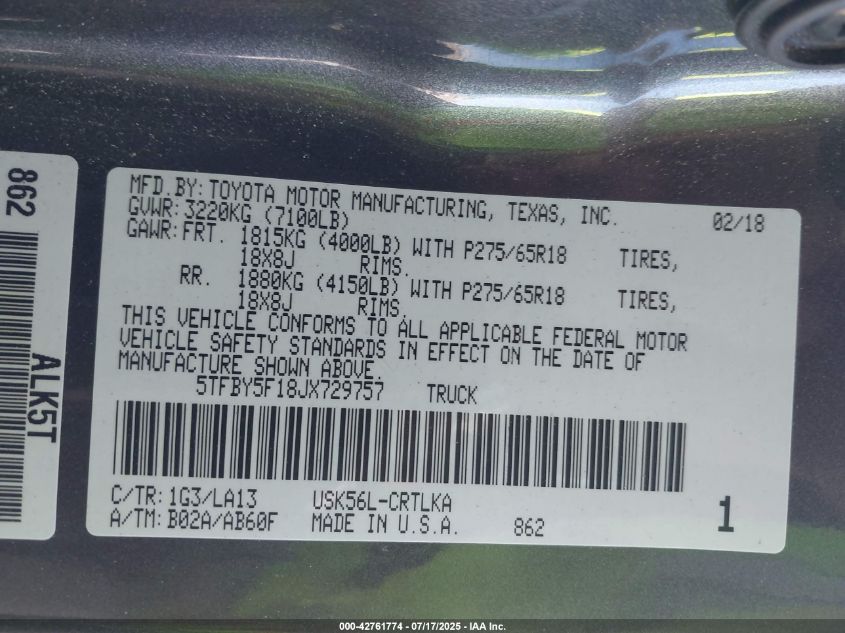 862
ALK5T
MFD.BY: TOYOTA MOTOR MANUFACTURING, TEXAS, INC. 02/18
GVWR: 3220KG (7100LB)
GAWR: FRT. 1815KG (4000LB) WITH P275/65R18 TIRES,
18X8J RIMS.
RR. 1880KG (4150LB) WITH P275/65R18 TIRES,
18X8J RIMS.
THIS VEHICLE CONFORMS TO ALL APPLICABLE FEDERAL MOTOR
VEHICLE SAFETY STANDARDS IN EFFECT ON THE DATE OF
MANUFACTURE SHOWN ABOVE.
5TFBY5F18JX729757 TRUCK
C/TR: 1G3/LA13 USK56L-CRTLKA
A/TM: B02A/AB60F MADE IN U.S.A. 862
1
000-42761774 - 07/17/2025 - IAA Inc.